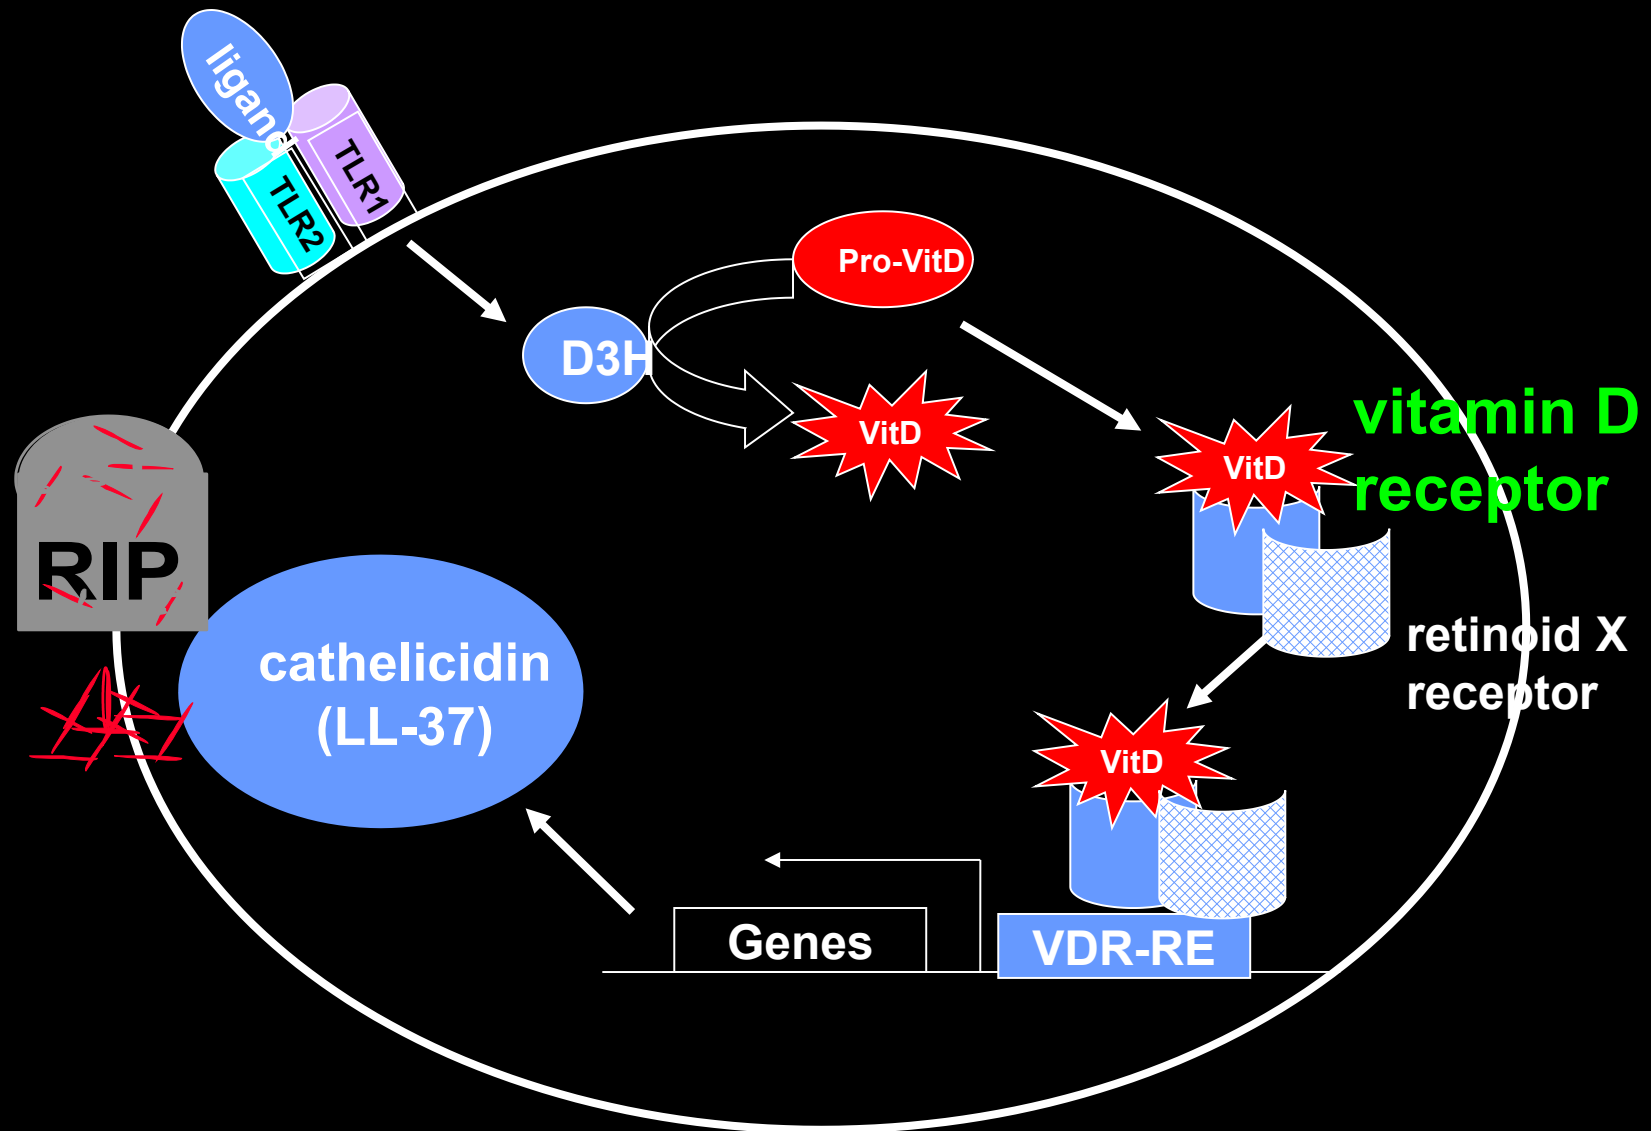 ligand
TLR1
TLR2
Pro-VitD
D3H
VitD
VitD
vitamin D
receptor
RIP
retinoid X
receptor
cathelicidin
(LL-37)
VitD
Genes
VDR-RE